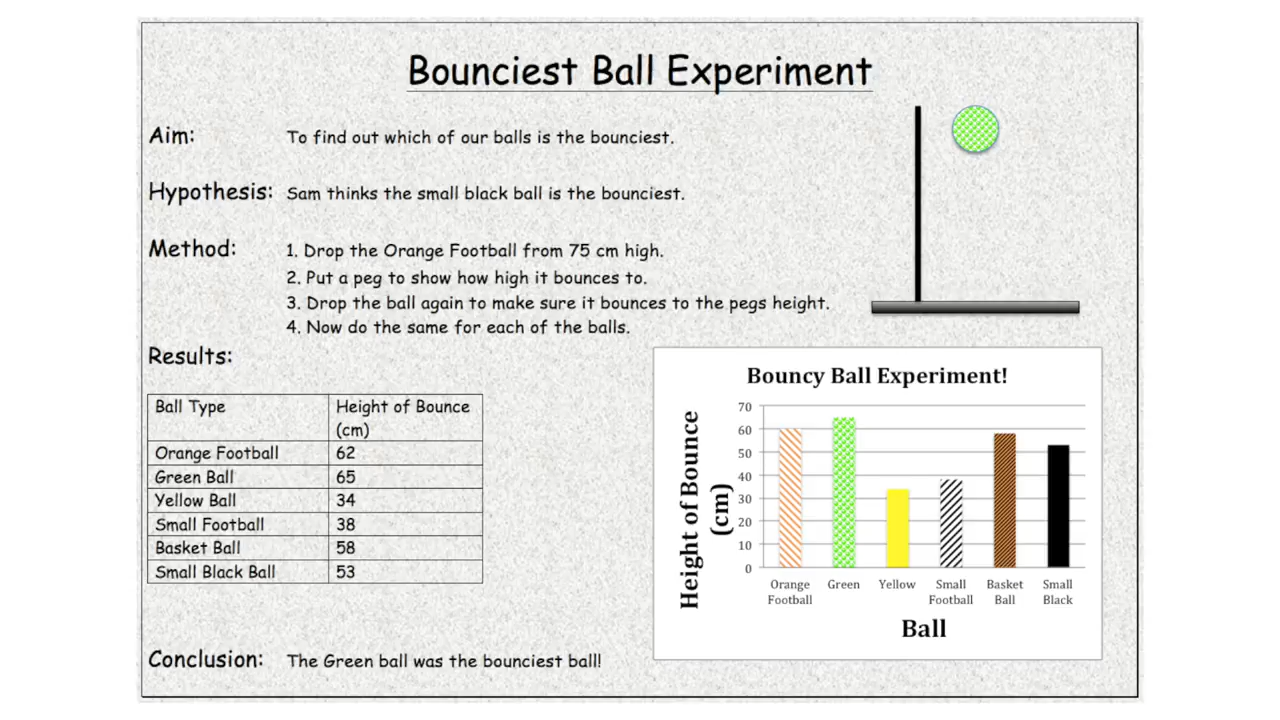 Bounciest Ball Experiment
Aim: To find out which of our balls is the bounciest.
Hypothesis: Sam thinks the small black ball is the bounciest.
Method: 1. Drop the Orange Football from 75 cm high.
2. Put a peg to show how high it bounces to.
3. Drop the ball again to make sure it bounces to the pegs height.
4. Now do the same for each of the balls.
Results:
Ball Type Height of Bounce
(cm)
Orange Football 62
Green Ball 65
Yellow Ball 34
Small Football 38
Basket Ball 58
Small Black Ball 53
Bouncy Ball Experiment!
Height of Bounce
(cm)
70
60
50
40
30
20
10
0
Orange Green Yellow Small Basket Small
Football Football Ball Black
Ball
Conclusion: The Green ball was the bounciest ball!